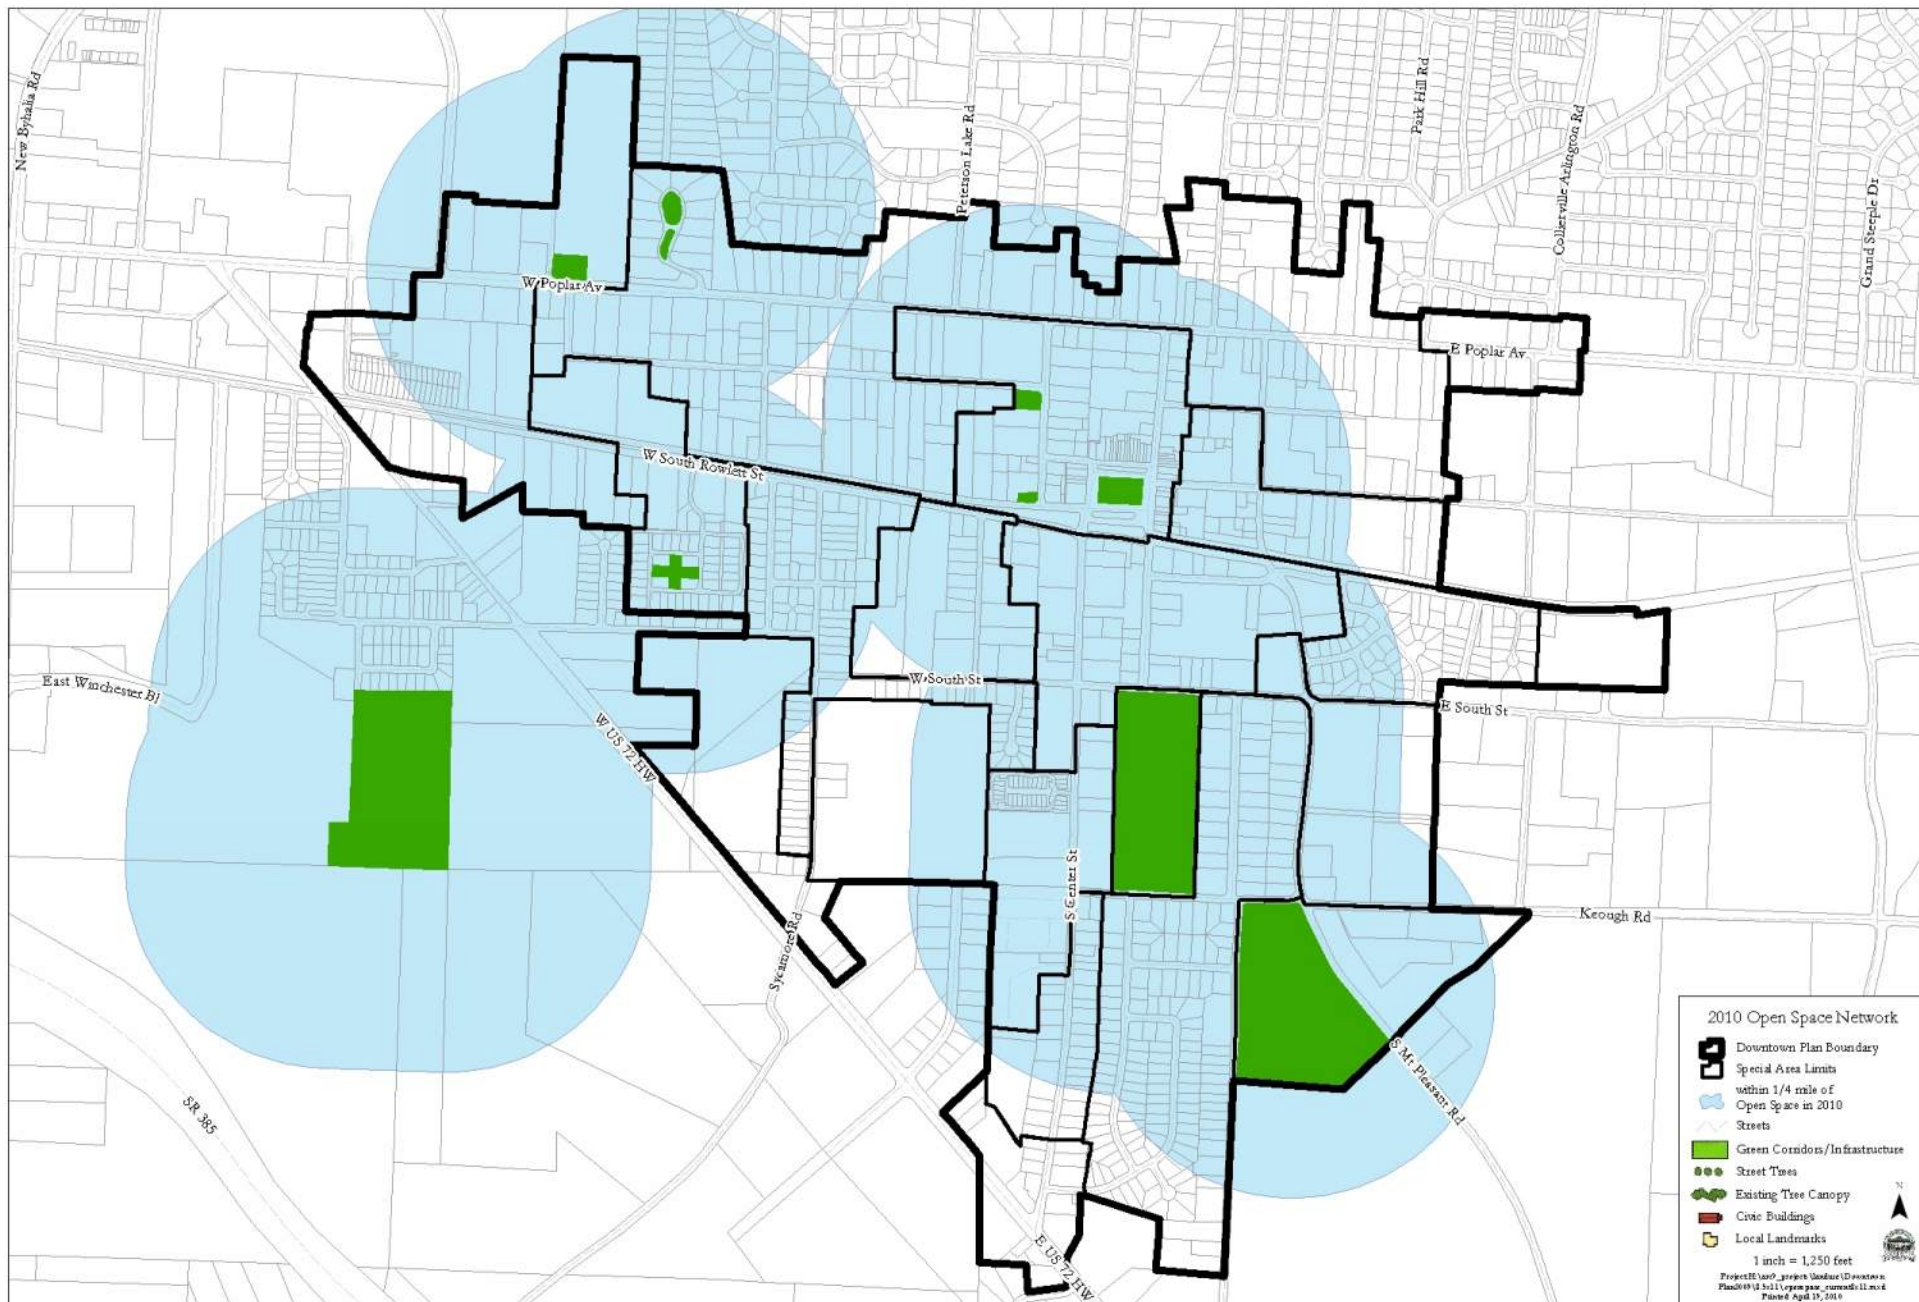 New Byhalia Rd
Peterson Lake Rd
Park Hill Rd
Collierville Arlington Rd
Grand Steeple Dr
W Poplar Av
E Poplar Av
W South Rowlett St
East Winchester Bl
W US 72 HW
W South St
E South St
S Center St
Sycamore Rd
Keough Rd
SR 385
S Mt Pleasant Rd
E US 72 HW
2010 Open Space Network
Downtown Plan Boundary
Special Area Limits
within 1/4 mile of
Open Space in 2010
Streets
Green Corridors/Infrastructure
Street Trees
Existing Tree Canopy
N
Civic Buildings
Local Landmarks
1 inch = 1,250 feet
Printed April 19, 2010